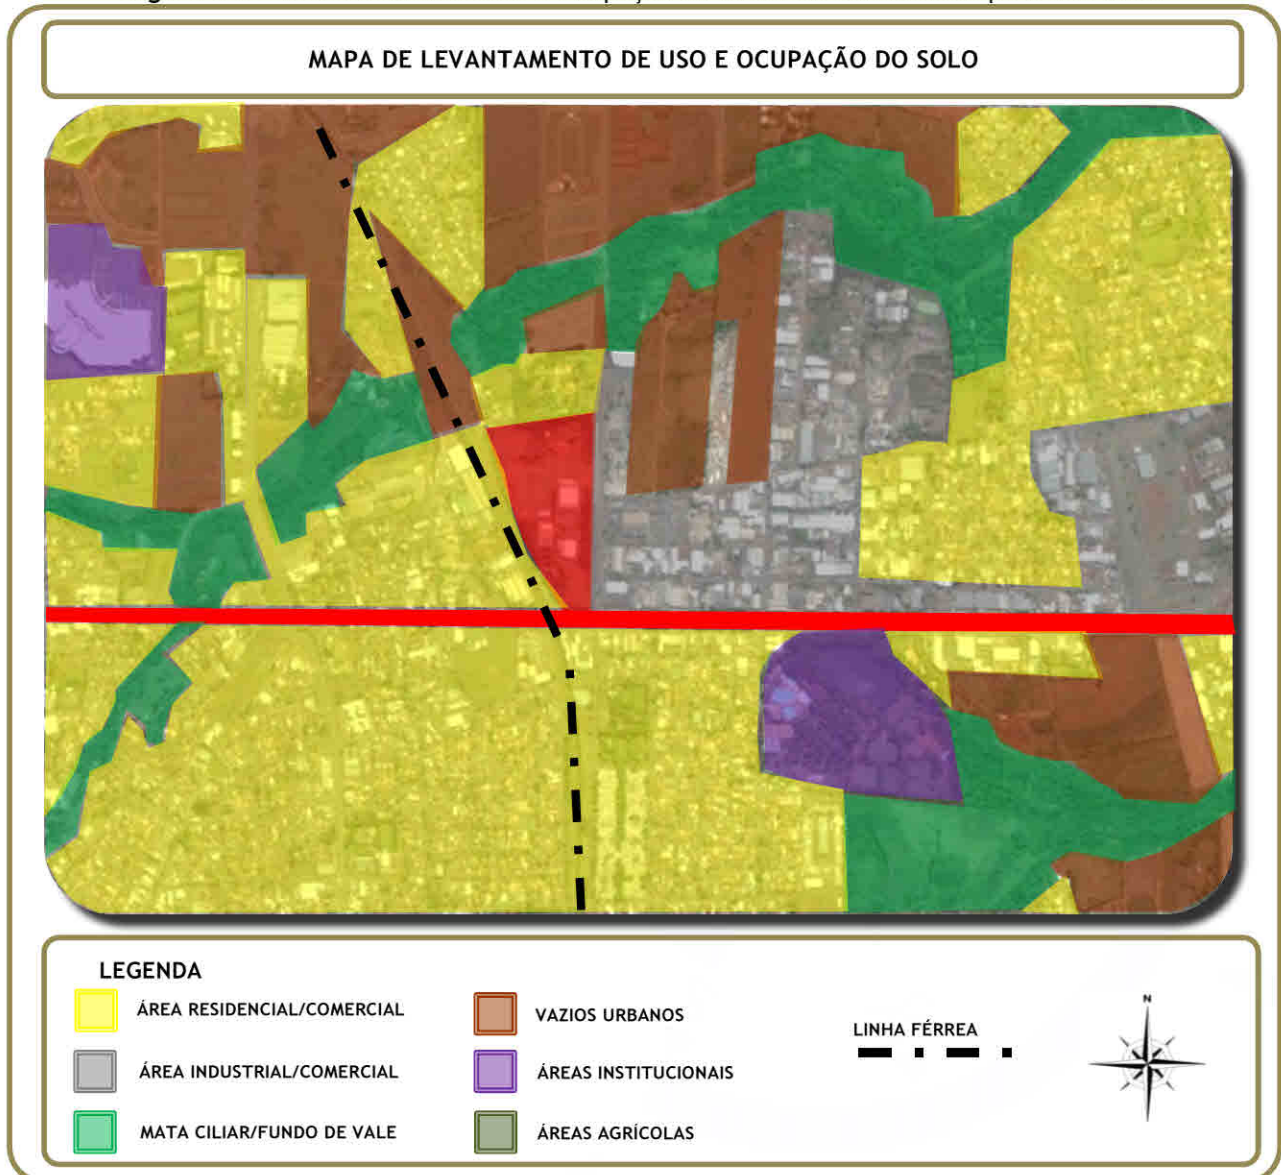 MAPA DE LEVANTAMENTO DE USO E OCUPAÇÃO DO SOLO
LEGENDA
ÁREA RESIDENCIAL/COMERCIAL
ÁREA INDUSTRIAL/COMERCIAL
MATA CILIAR/FUNDO DE VALE
VAZIOS URBANOS
ÁREAS INSTITUCIONAIS
ÁREAS AGRÍCOLAS
LINHA FÉRREA
N